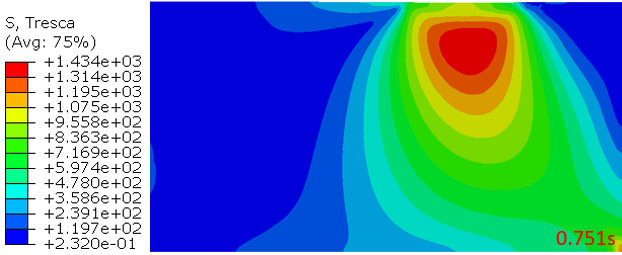 S, Tresca
(Avg: 75%)
+1.434e+03
+1.314e+03
+1.195e+03
+1.075e+03
+9.558e+02
+8.363e+02
+7.169e+02
+5.974e+02
+4.780e+02
+3.586e+02
+2.391e+02
+1.197e+02
+2.320e-01
0.751s